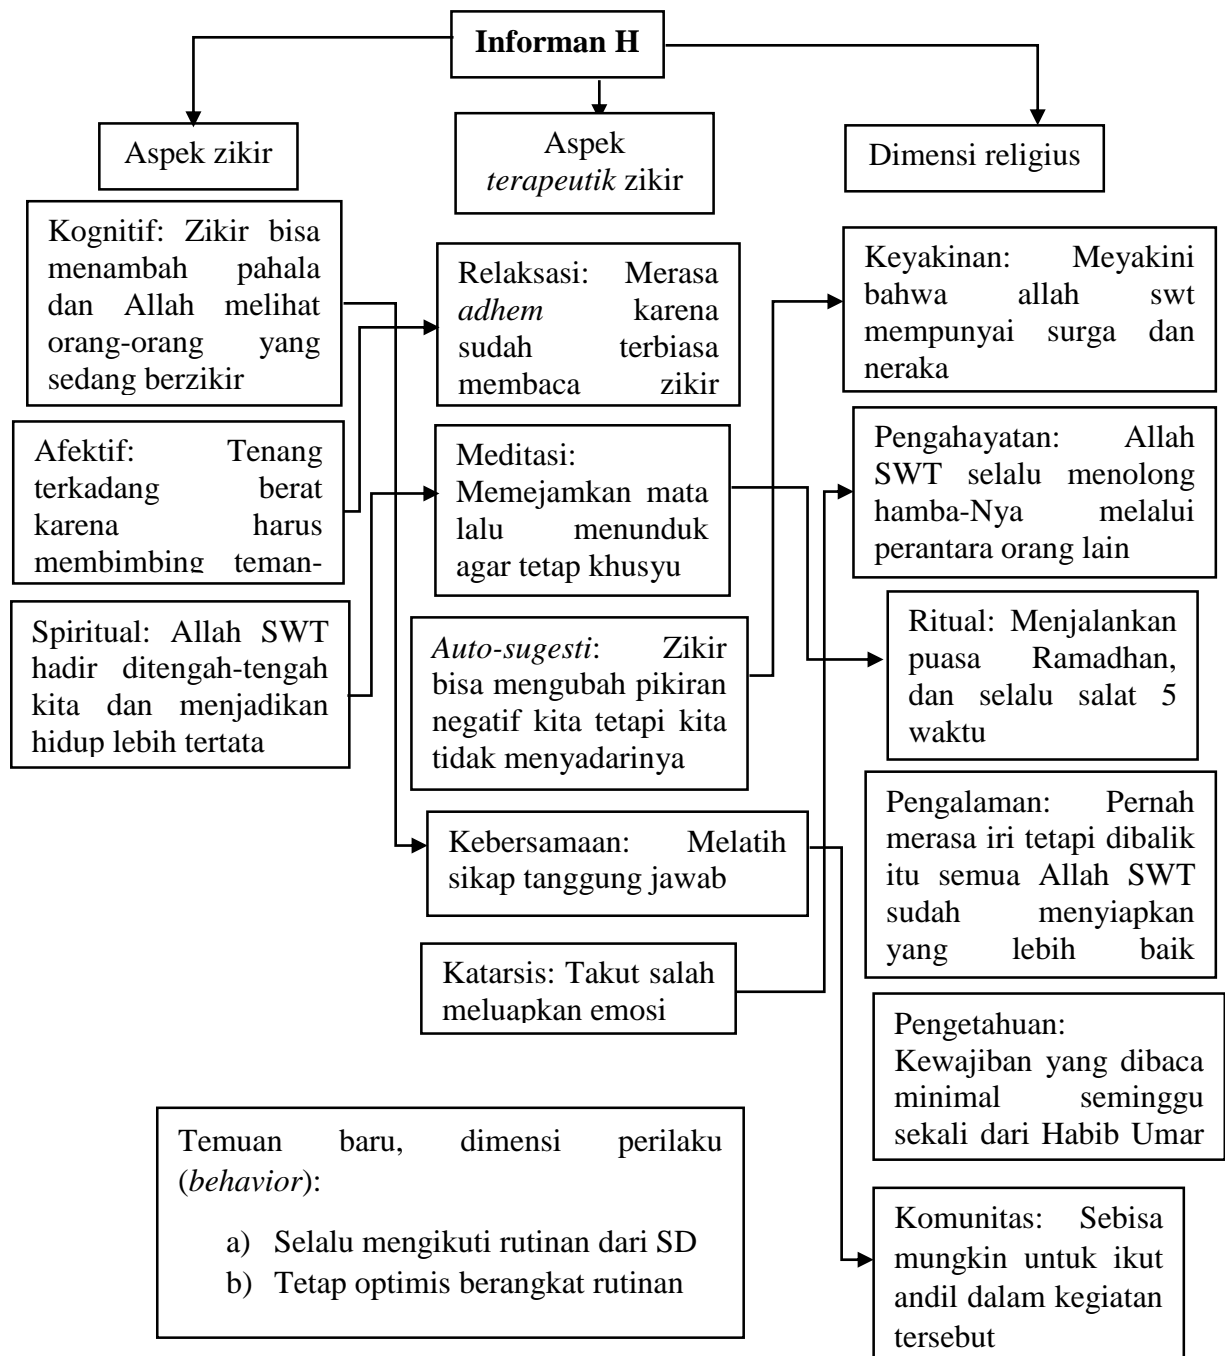 Informan H
Aspek zikir
Aspek
terapeutik zikir
Dimensi religius
Kognitif: Zikir bisa
menambah pahala
dan Allah melihat
orang-orang yang
sedang berzikir
Afektif: Tenang
terkadang berat
karena harus
membimbing teman-
Spiritual: Allah SWT
hadir ditengah-tengah
kita dan menjadikan
hidup lebih tertata
Relaksasi: Merasa
adhem karena
sudah terbiasa
membaca zikir
Meditasi:
Memejamkan mata
lalu menunduk
agar tetap khusyu
Auto-sugesti: Zikir
bisa mengubah pikiran
negatif kita tetapi kita
tidak menyadarinya
Kebersamaan: Melatih
sikap tanggung jawab
Katarsis: Takut salah
meluapkan emosi
Keyakinan: Meyakini
bahwa allah swt
mempunyai surga dan
neraka
Pengahayatan: Allah
SWT selalu menolong
hamba-Nya melalui
perantara orang lain
Ritual: Menjalankan
puasa Ramadhan,
dan selalu salat 5
waktu
Pengalaman: Pernah
merasa iri tetapi dibalik
itu semua Allah SWT
sudah menyiapkan
yang lebih baik
Pengetahuan:
Kewajiban yang dibaca
minimal seminggu
sekali dari Habib Umar
Komunitas: Sebisa
mungkin untuk ikut
andil dalam kegiatan
tersebut
Temuan baru, dimensi perilaku
(behavior):
a) Selalu mengikuti rutinan dari SD
b) Tetap optimis berangkat rutinan